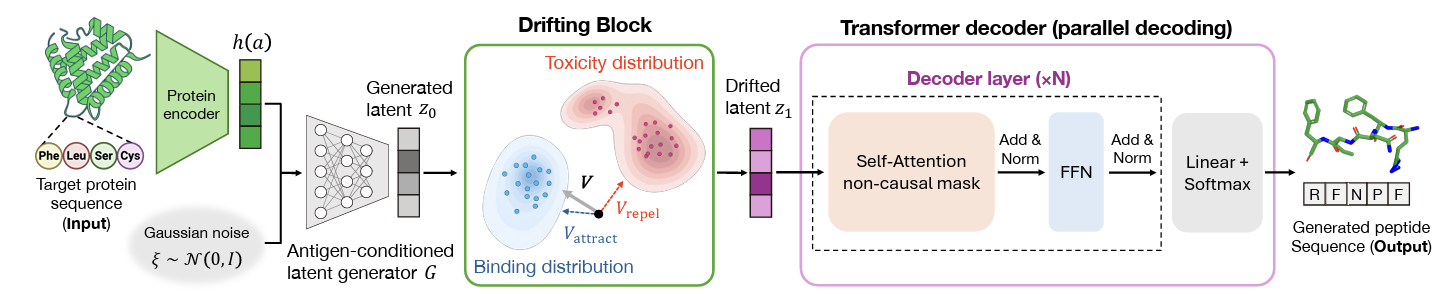 Phe Leu Ser Cys
Target protein
sequence
(Input)
Protein
encoder
h(a)
Gaussian noise
ξ ~ 𝒩(0, I)
Generated
latent z₀
Antigen-conditioned
latent generator G
Drifting Block
Toxicity distribution
V
V_repel
V_attract
Binding distribution
Drifted
latent z₁
Transformer decoder (parallel decoding)
Decoder layer (×N)
Self-Attention
non-causal mask
Add &
Norm
FFN
Add &
Norm
Linear +
Softmax
R F N P F
Generated peptide
Sequence (Output)